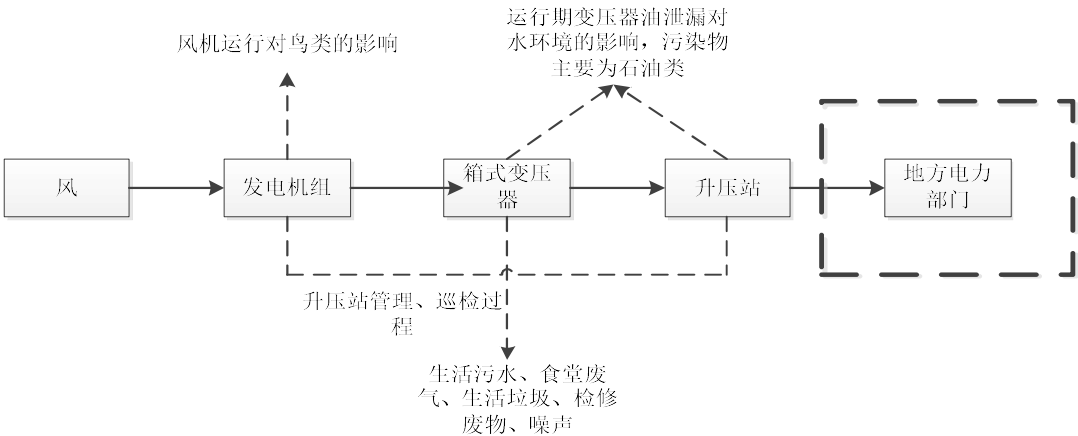 风机运行对鸟类的影响
运行期变压器油泄漏对
水环境的影响，污染物
主要为石油类
风
发电机组
箱式变压
器
升压站
地方电力
部门
升压站管理、巡检过
程
生活污水、食堂废
气、生活垃圾、检修
废物、噪声